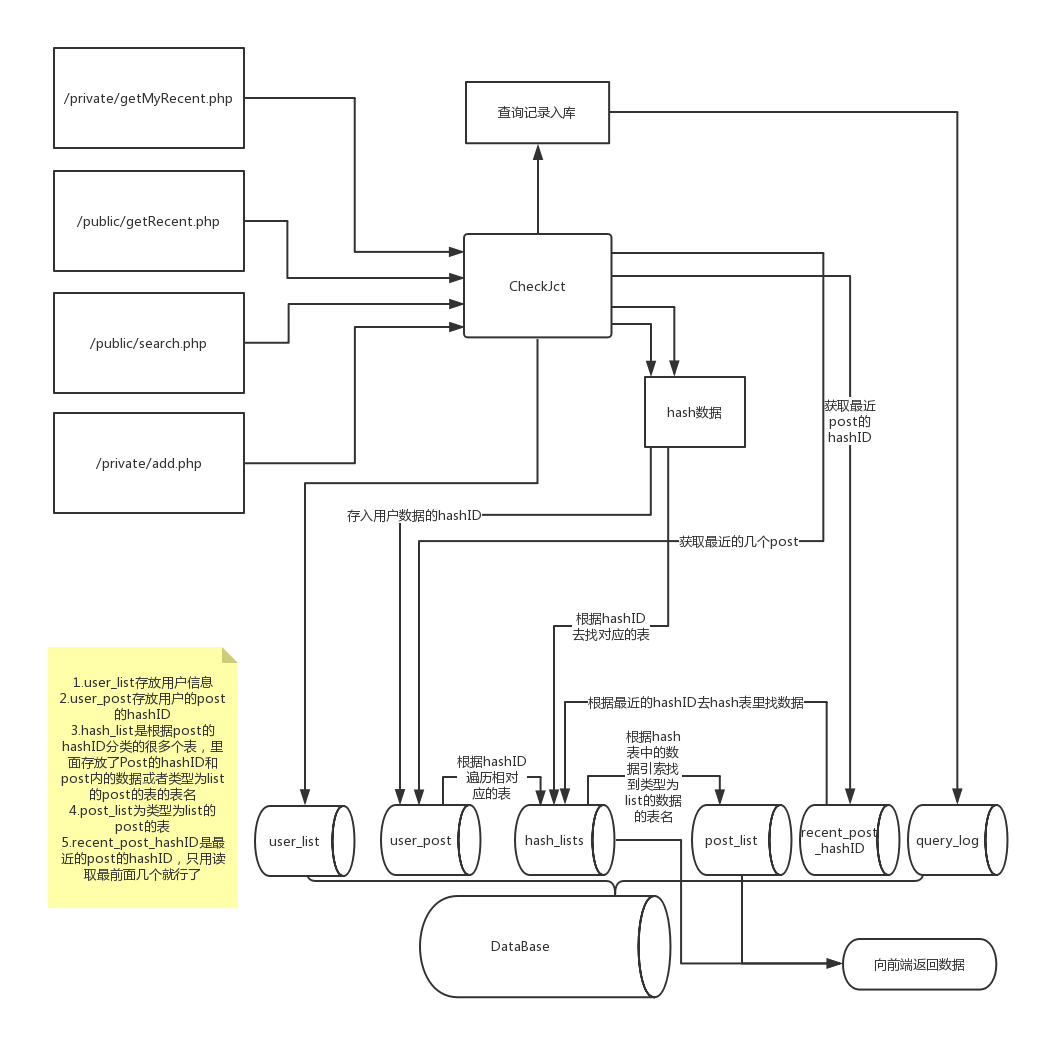 /private/getMyRecent.php
查询记录入库
/public/getRecent.php
CheckJct
/public/search.php
hash数据
获取最近
post的
hashID
/private/add.php
存入用户数据的hashID
获取最近的几个post
根据hashID
去找对应的表
1.user_list存放用户信息
2.user_post存放用户的post
的hashID
3.hash_list是根据post的
hashID分类的很多个表，里
面存放了Post的hashID和
post内的数据或者类型为list
的post的表的表名
4.post_list为类型为list的
post的表
5.recent_post_hashID是最
近的post的hashID，只用读
取最前面几个就行了
根据最近的hashID去hash表里找数据
根据hashID
遍历相对
应的表
根据hash
表中的数
据引索找
到类型为
list的数据
的表名
user_list
user_post
hash_lists
post_list
recent_post
_hashID
query_log
DataBase
向前端返回数据